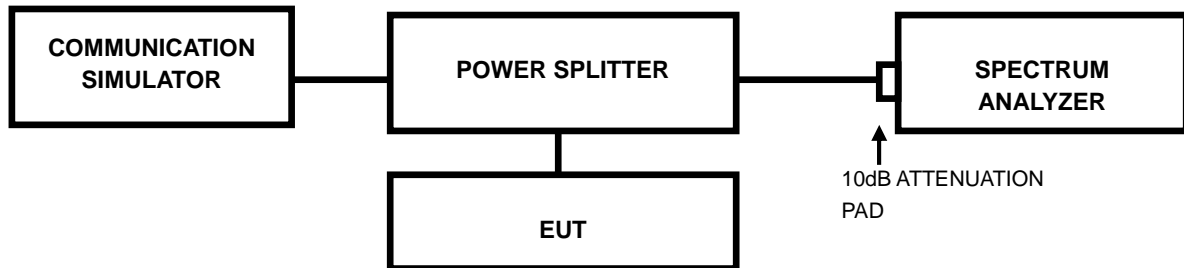 COMMUNICATION
SIMULATOR
POWER SPLITTER
SPECTRUM
ANALYZER
10dB ATTENUATION
PAD
EUT